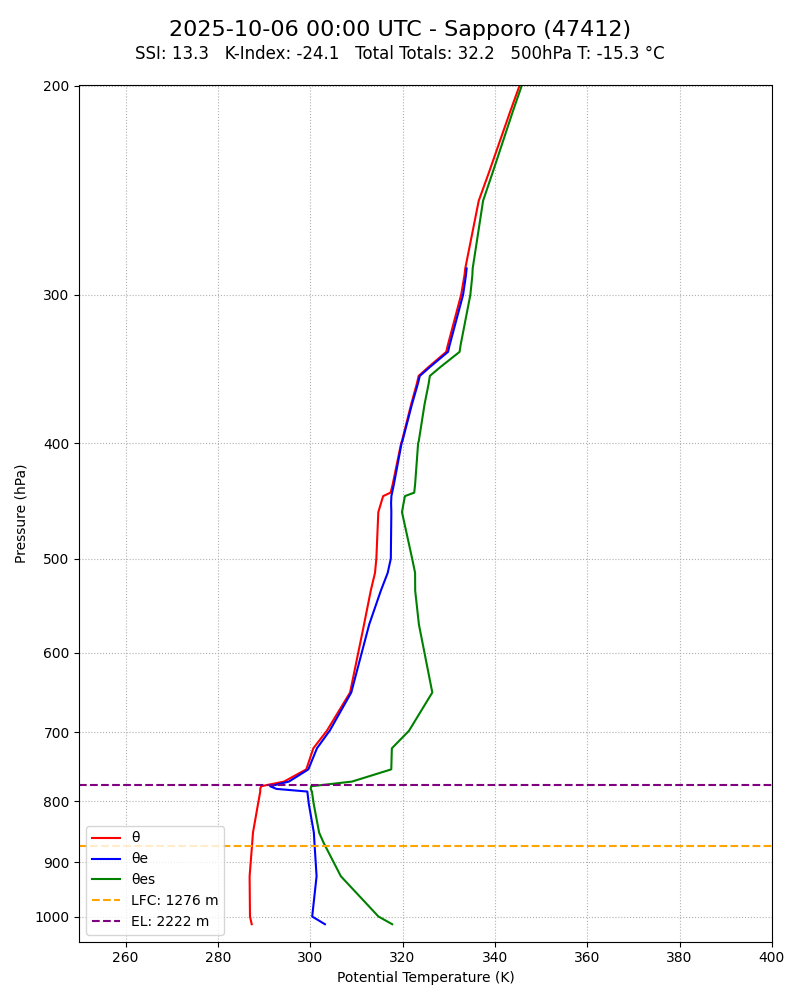 2025-10-06 00:00 UTC - Sapporo (47412)
SSI: 13.3 K-Index: -24.1 Total Totals: 32.2 500hPa T: -15.3 °C
Pressure (hPa)
200
300
400
500
600
700
800
900
1000
θ
θe
θes
LFC: 1276 m
EL: 2222 m
260 280 300 320 340 360 380 400
Potential Temperature (K)